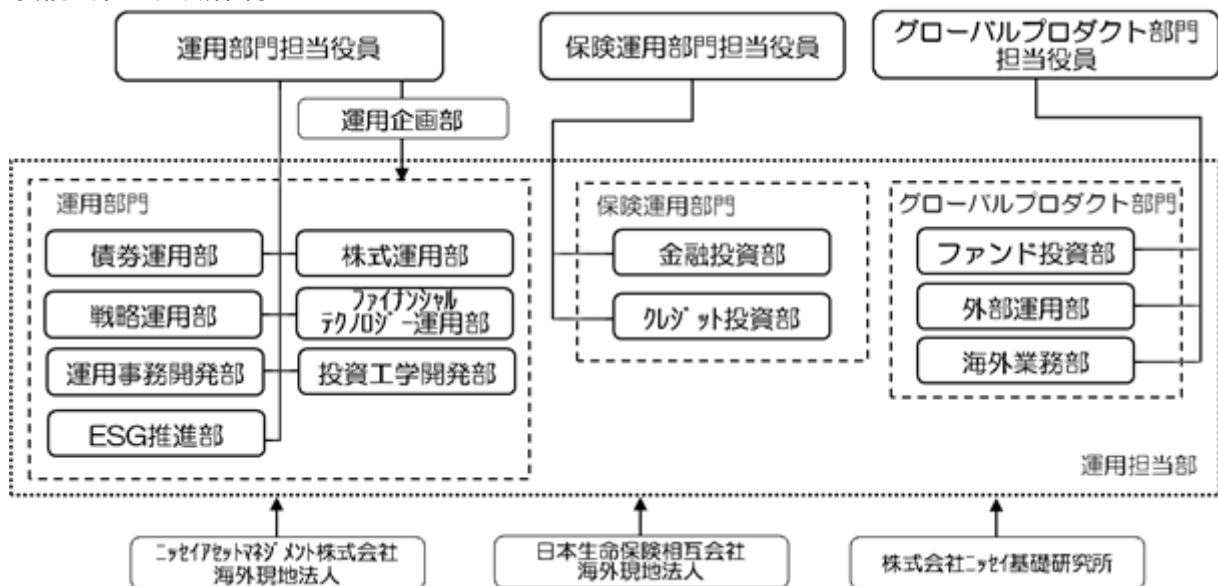 運用部門担当役員
保険運用部門担当役員
グローバルプロダクト部門
担当役員
運用企画部
運用部門
債券運用部
株式運用部
戦略運用部
ファイナンシャル
テクノロジー運用部
運用事務開発部
投資工学開発部
ESG推進部
保険運用部門
金融投資部
クレジット投資部
グローバルプロダクト部門
ファンド投資部
外部運用部
海外業務部
運用担当部
ニッセイアセットマネジメント株式会社
海外現地法人
日本生命保険相互会社
海外現地法人
株式会社ニッセイ基礎研究所